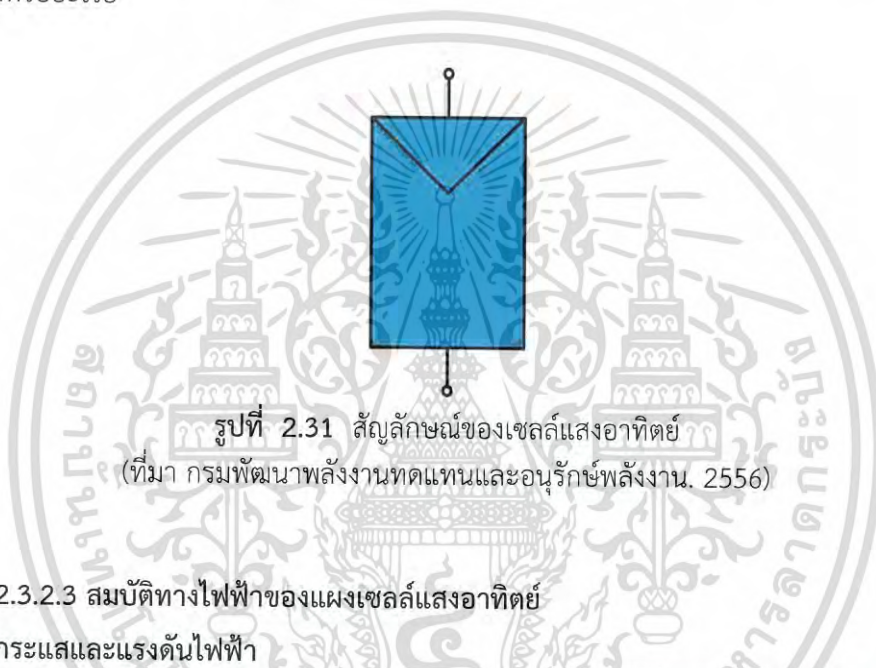 รูปที่ 2.31 สัญลักษณ์ของเซลล์แสงอาทิตย์
(ที่มา กรมพัฒนาพลังงานทดแทนและอนุรักษ์พลังงาน. 2556)
2.3.2.3 สมบัติทางไฟฟ้าของแผงเซลล์แสงอาทิตย์
กระแสและแรงดันไฟฟ้า